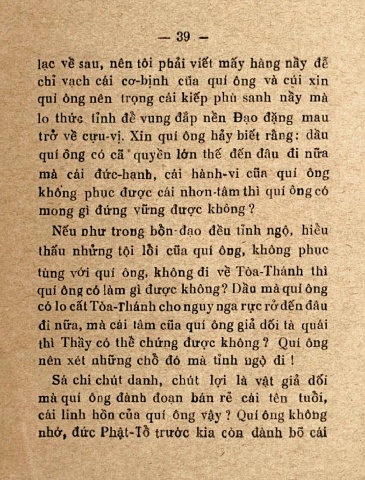 — 39 —
lạc về sau, nên tôi phải viết mấy hàng nầy để
chỉ vạch cái cơ-bịnh của quí ông và cúi xin
quí ông nên trọng cái kiếp phù sanh nầy mà
lo thức tỉnh để vung đắp nền Đạo đặng mau
trở về cựu-vị. Xin quí ông hảy biết rằng: dầu
quí ông có cả quyền lớn thế đến đâu đi nữa
mà cái đức-hạnh, cái hành-vi của quí ông
không phục được cái nhơn-tâm thì quí ông có
mong gì đứng vững được không ?
Nếu như trong bồn-đạo đều tỉnh ngộ, hiểu
thấu những tội lỗi của quí ông, không phục
tùng với quí ông, không đi về Tòa-Thánh thì
quí ông có làm gì được không? Dầu mà quí ông
có lo cất Tòa-Thánh cho nguy nga rực rở đến đâu
đi nữa, mà cái tâm của quí ông giả dối tà quái
thì Thầy có thể chứng được không ? Quí ông
nên xét những chỗ đó mà tỉnh ngộ đi !
Sá chi chút danh, chút lợi là vật giả dối
mà quí ông đành đoạn bán rẻ cái tên tuổi,
cái linh hồn của quí ông vậy ? Quí ông không
nhớ, đức Phật-Tổ trước kia còn đành bõ cái